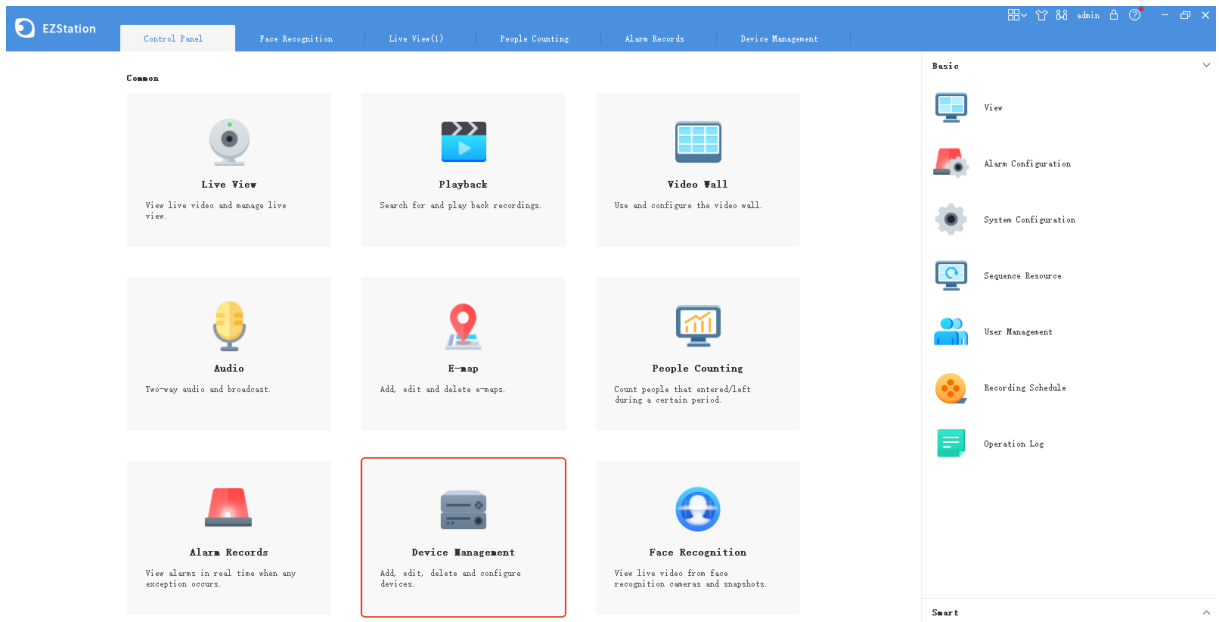 EZStation
admin
Control Panel
Face Recognition
Live View(1)
People Counting
Alarm Records
Device Management
Common
Live View
View live video and manage live
view.
Playback
Search for and play back recordings.
Video Wall
Use and configure the video wall.
Audio
Two-way audio and broadcast.
E-map
Add, edit and delete e-maps.
People Counting
Count people that entered/left
during a certain period.
Alarm Records
View alarms in real time when any
exception occurs.
Device Management
Add, edit, delete and configure
devices.
Face Recognition
View live video from face
recognition cameras and snapshots.
Basic
View
Alarm Configuration
System Configuration
Sequence Resource
User Management
Recording Schedule
Operation Log
Smart